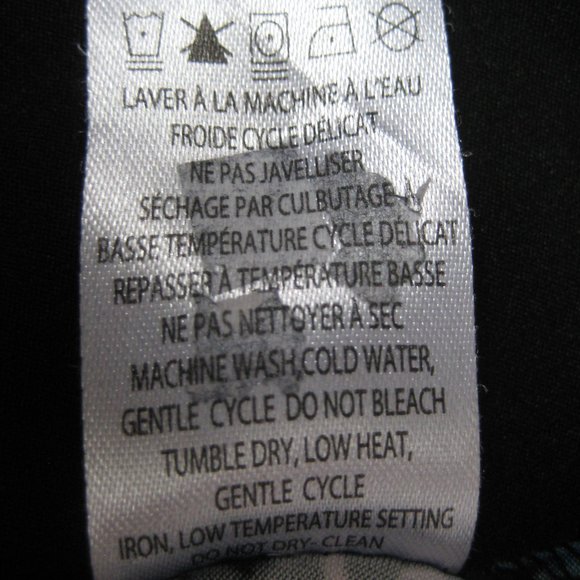 LAVER À LA MACHINE À L'EAU
FROIDE CYCLE DÉLICAT
NE PAS JAVELLISER
SÉCHAGE PAR CULBUTAGE À
BASSE TEMPÉRATURE CYCLE DÉLICAT
REPASSER À TEMPÉRATURE BASSE
NE PAS NETTOYER À SEC
MACHINE WASH,COLD WATER,
GENTLE CYCLE DO NOT BLEACH
TUMBLE DRY, LOW HEAT,
GENTLE CYCLE
IRON, LOW TEMPERATURE SETTING
DO NOT DRY-CLEAN